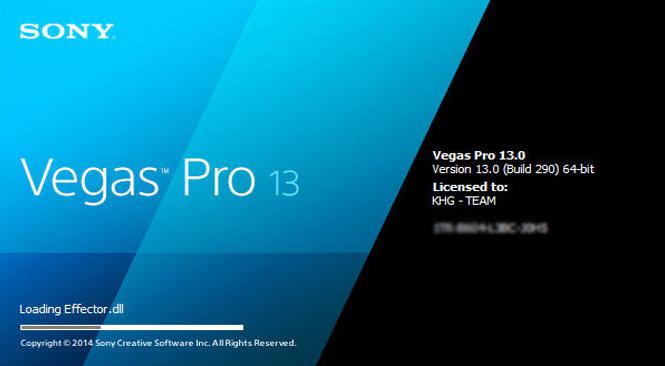 SONY
Vegas™ Pro 13
Vegas Pro 13.0
Version 13.0 (Build 290) 64-bit
Licensed to:
KHG - TEAM
Loading Effector.dll
Copyright © 2014 Sony Creative Software Inc. All Rights Reserved.